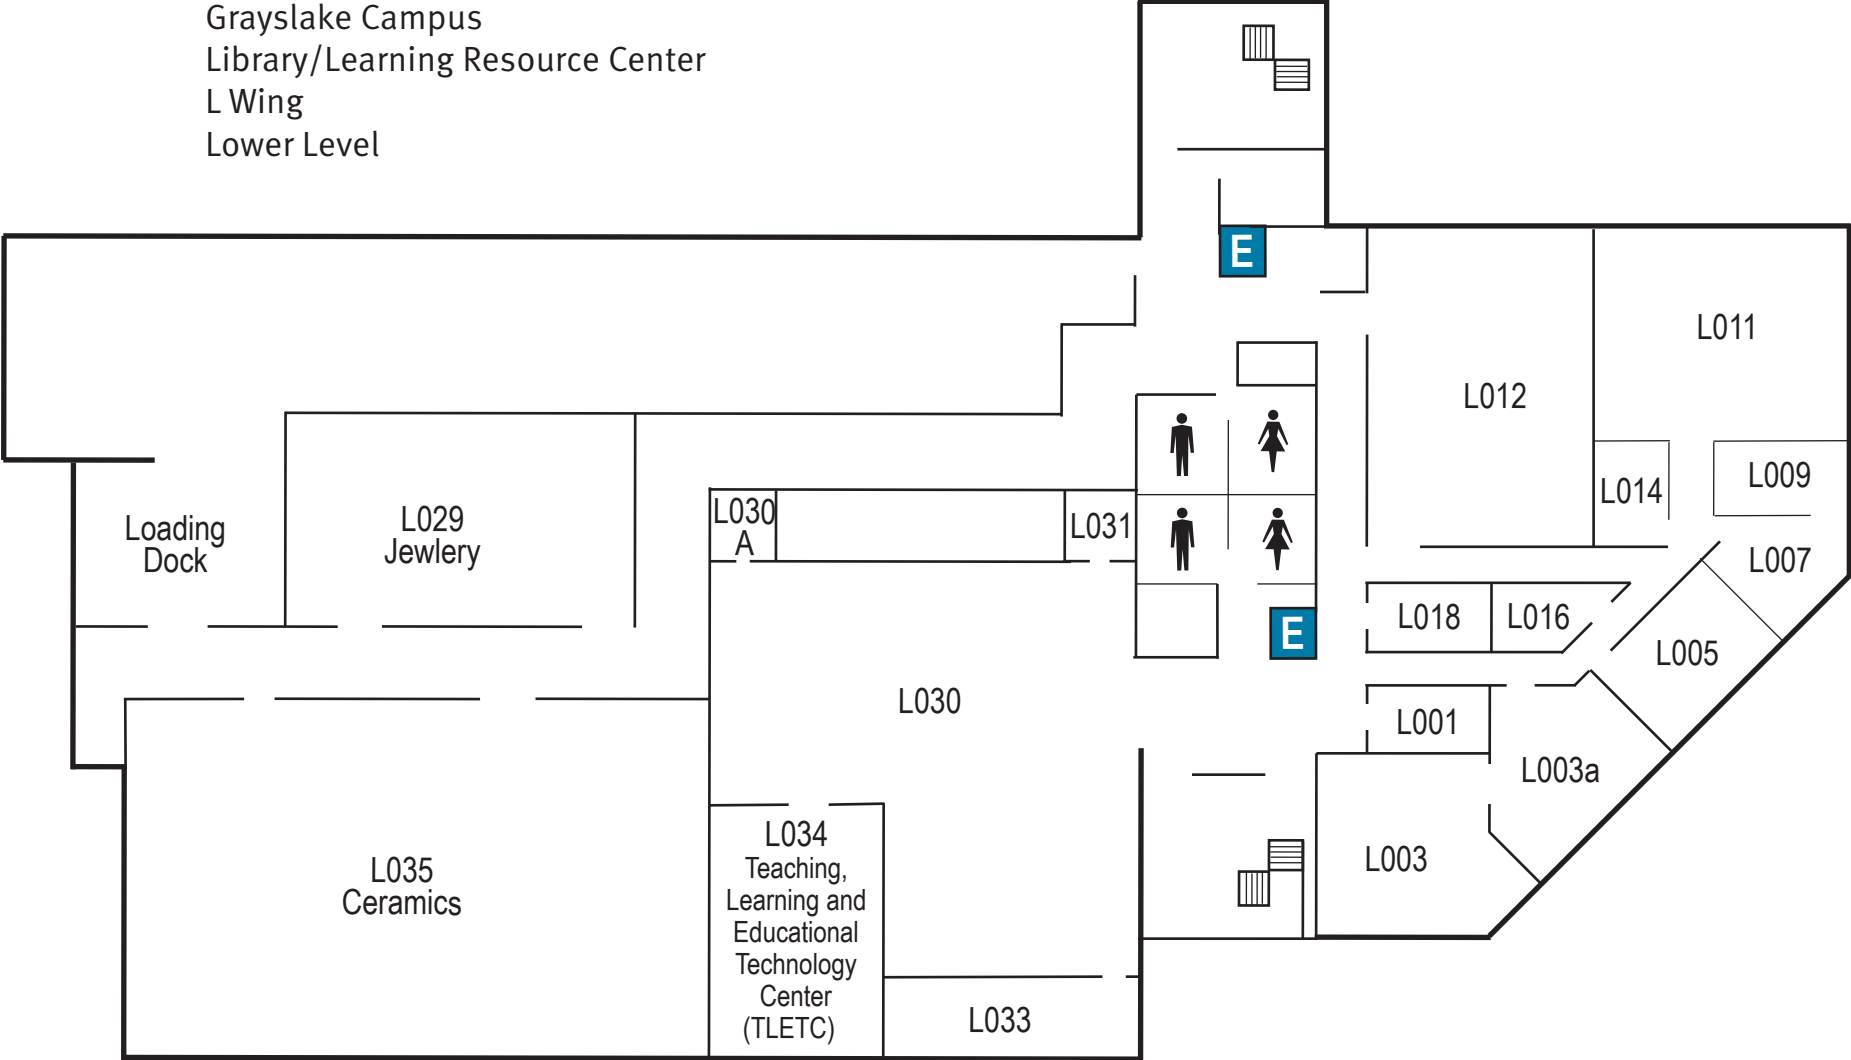 Grayslake Campus
Library/Learning Resource Center
L Wing
Lower Level
E
L011
L012
L009
L014
L029
Jewlery
Loading
Dock
L030
A
L031
L007
L018
L016
E
L005
L030
L001
L003a
L034
Teaching,
Learning and
Educational
Technology
Center
(TLETC)
L003
L035
Ceramics
L033